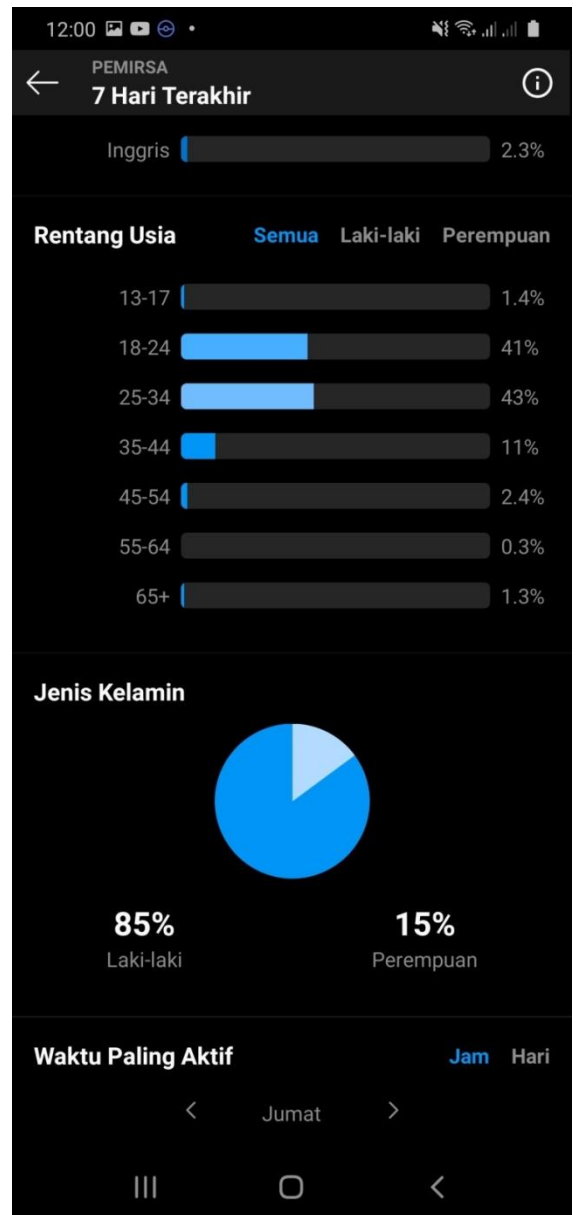 12:00
PEMIRSA
7 Hari Terakhir
Inggris 2.3%
Rentang Usia Semua Laki-laki Perempuan
13-17 1.4%
18-24 41%
25-34 43%
35-44 11%
45-54 2.4%
55-64 0.3%
65+ 1.3%
Jenis Kelamin
85% 15%
Laki-laki Perempuan
Waktu Paling Aktif Jam Hari
Jumat